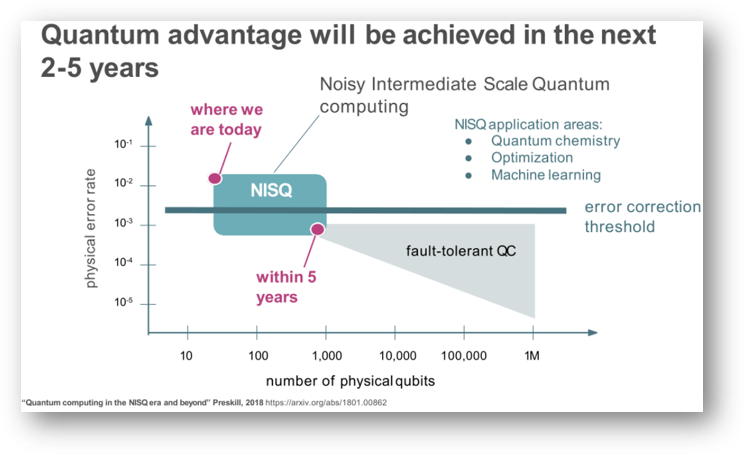 Quantum advantage will be achieved in the next
2-5 years
Noisy Intermediate Scale Quantum
computing
where we
are today
NISQ application areas:
● Quantum chemistry
● Optimization
● Machine learning
10-1
10-2
10-3
10-4
10-5
physical error rate
NISQ
error correction
threshold
fault-tolerant QC
within 5
years
10 100 1,000 10,000 100,000 1M
number of physical qubits
“Quantum computing in the NISQ era and beyond” Preskill, 2018 https://arxiv.org/abs/1801.00862